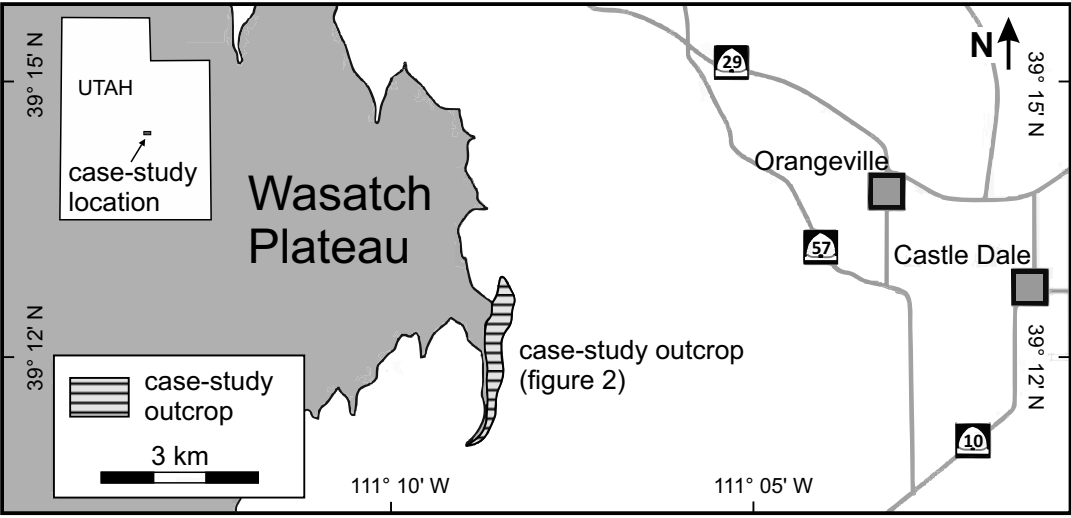 39° 15' N
UTAH
case-study
location
Wasatch
Plateau
29
N
39° 15' N
Orangeville
57
Castle Dale
39° 12' N
case-study outcrop
(figure 2)
39° 12' N
case-study
outcrop
3 km
10
111° 10' W
111° 05' W